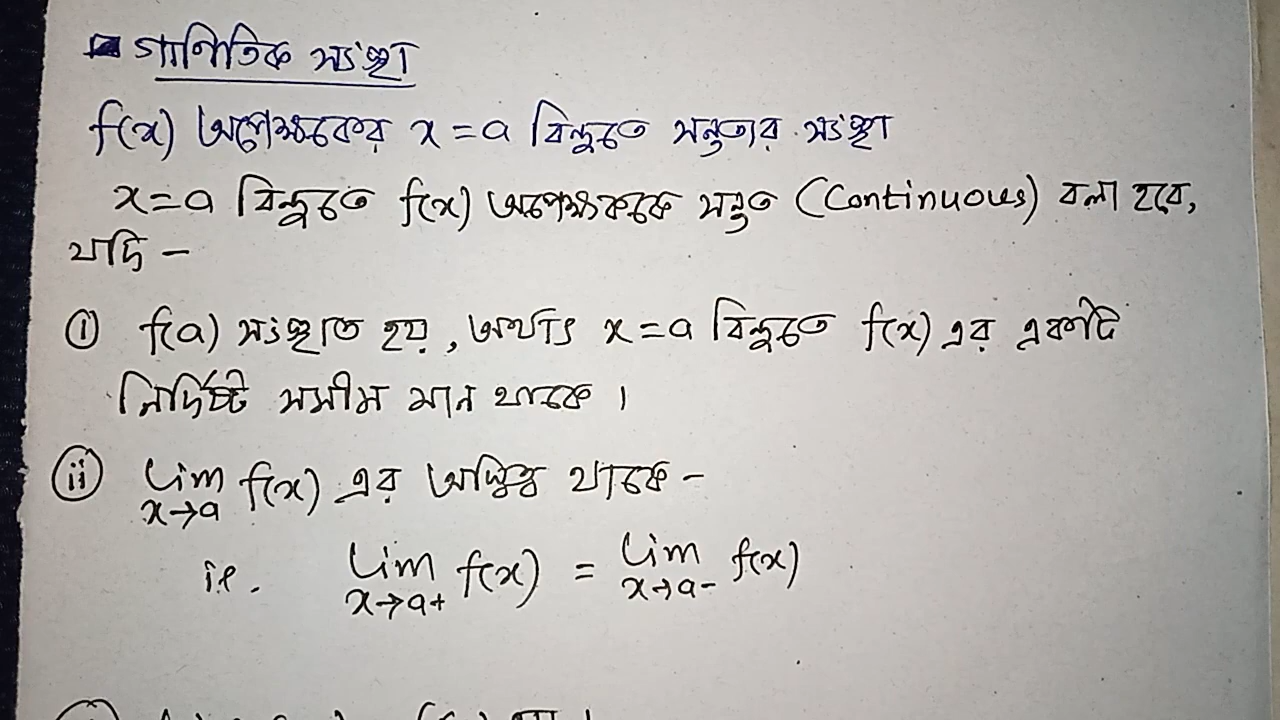 গাণিতিক সংজ্ঞা
f(x) অপেক্ষকের x = a বিন্দুতে সন্ততার সংজ্ঞা
x = a বিন্দুতে f(x) অপেক্ষককে সন্তত (Continuous) বলা হবে,
যদি –
(i) f(a) সংজ্ঞাত হয়, অর্থাৎ x = a বিন্দুতে f(x) এর একটি
নির্দিষ্ট সসীম মান থাকে।
(ii) lim x→a f(x) এর অস্তিত্ব থাকে –
ie. lim x→a+ f(x) = lim x→a- f(x)